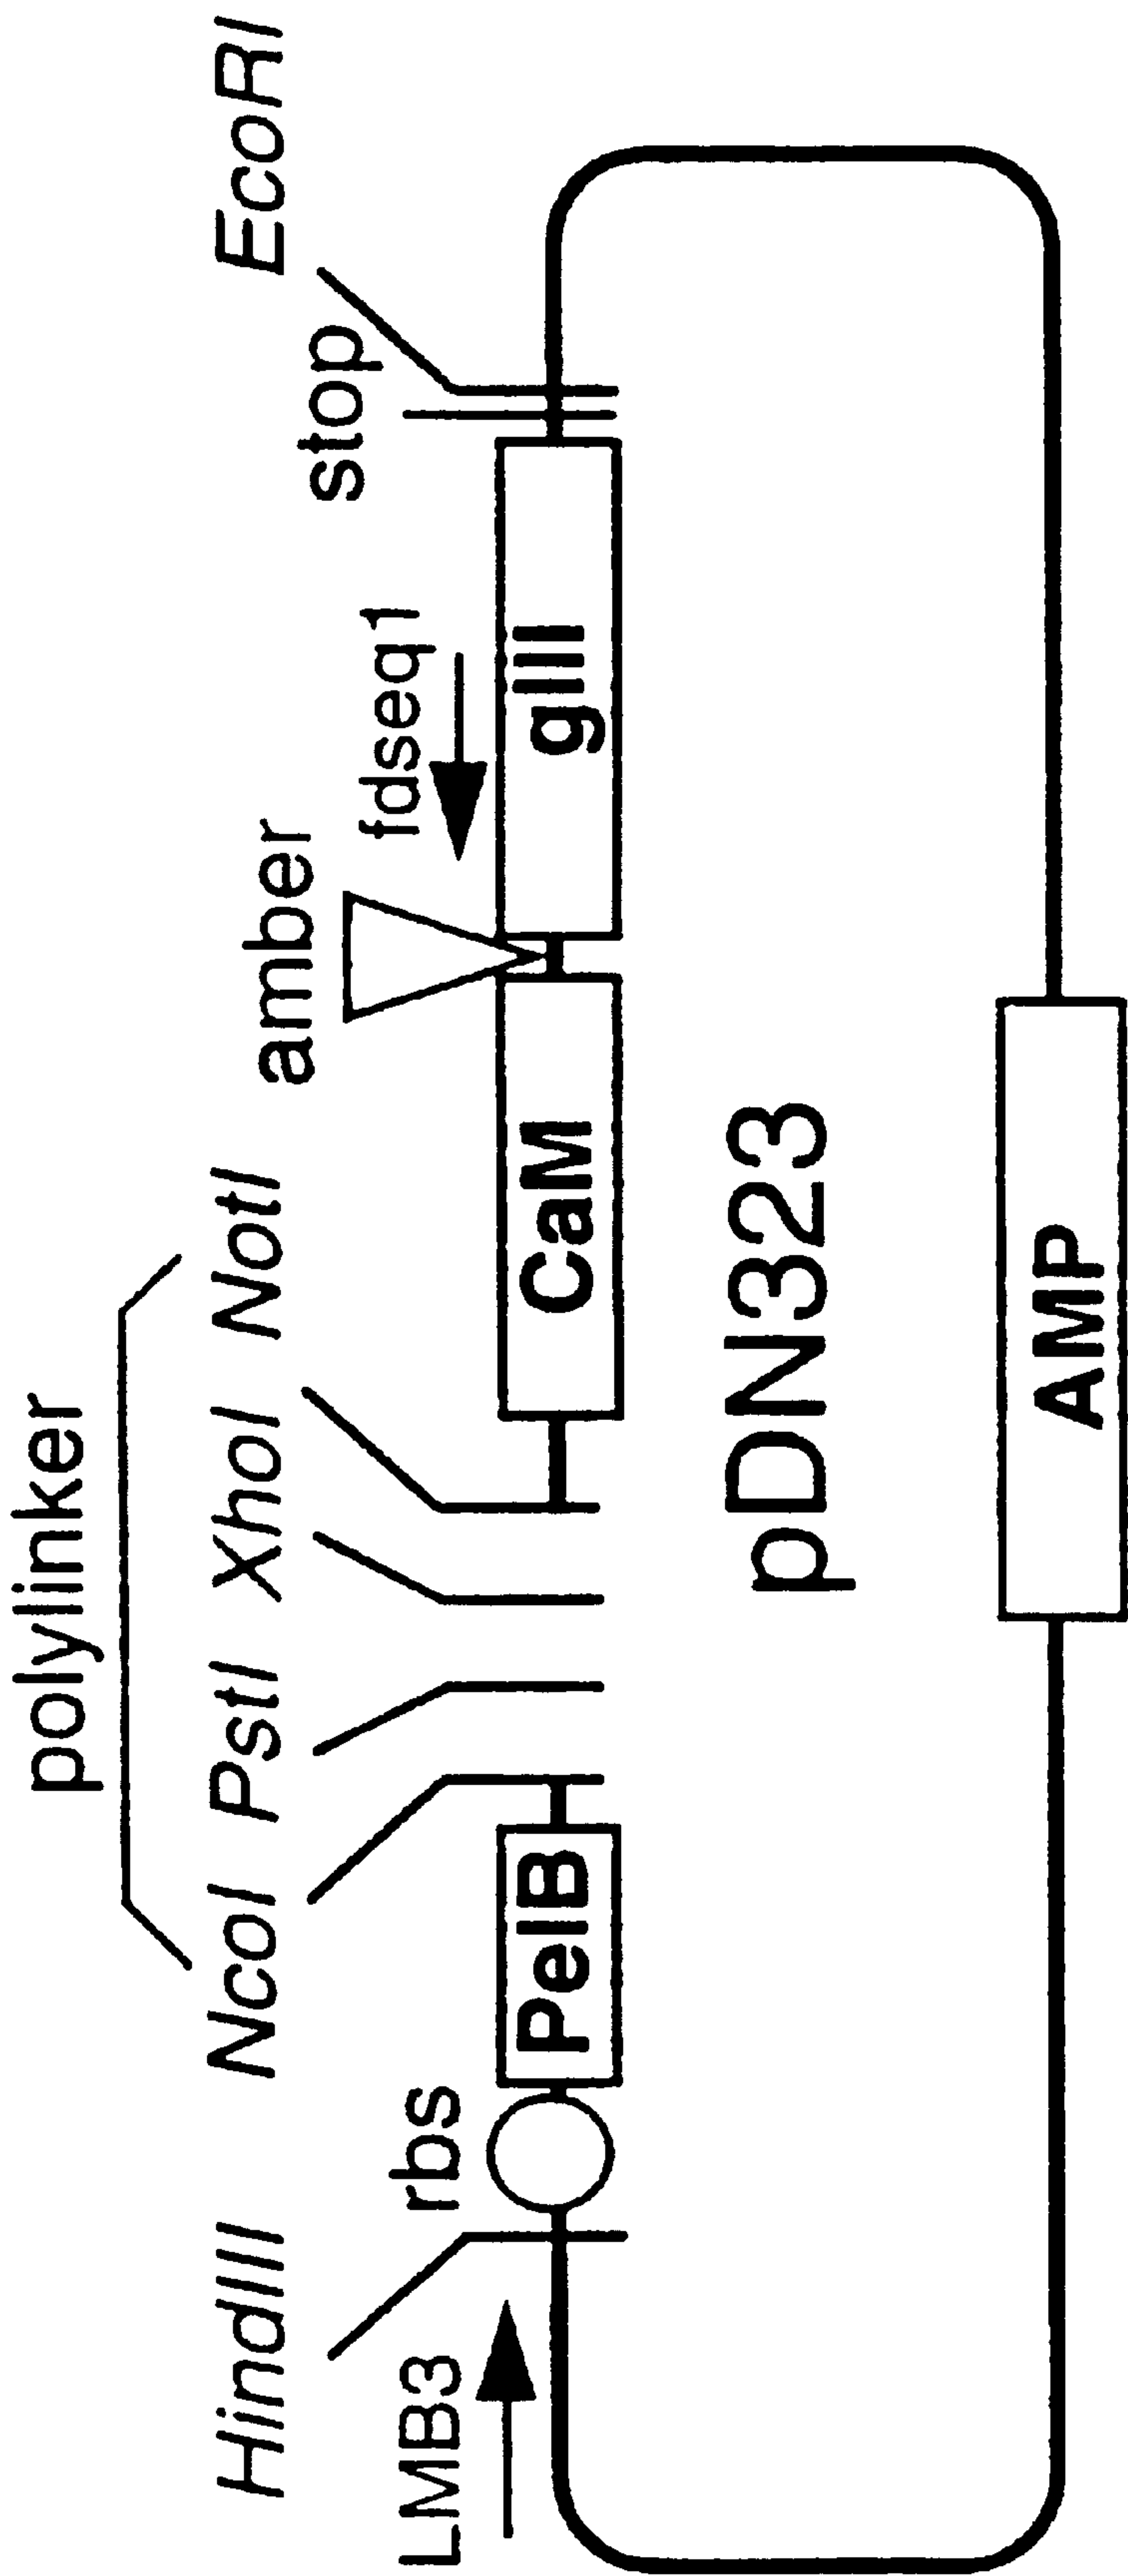 polylinker
HindIII NcoI PstI XhoI NotI EcoRI
amber stop
LMB3 rbs fdseq1
PelB CaM gIII
pDN323
AMP